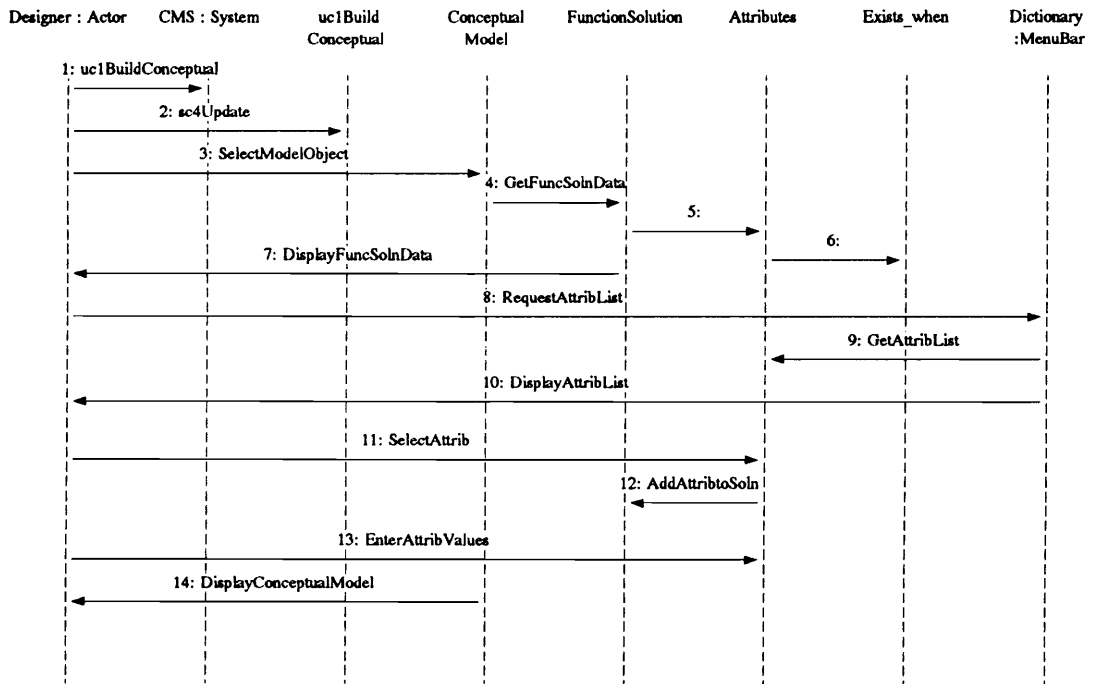 Designer : Actor
CMS : System
uc1Build
Conceptual
Conceptual
Model
FunctionSolution
Attributes
Exists_when
Dictionary
:MenuBar
1: uc1BuildConceptual
2: sc4Update
3: SelectModelObject
4: GetFuncSolnData
5:
6:
7: DisplayFuncSolnData
8: RequestAttribList
9: GetAttribList
10: DisplayAttribList
11: SelectAttrib
12: AddAttribtoSoln
13: EnterAttribValues
14: DisplayConceptualModel